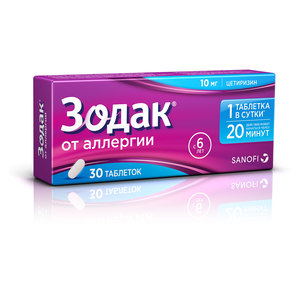 10 мг
ЦЕТИРИЗИН
Зодак®
от аллергии
1 ТАБЛЕТКА
В СУТКИ
20 МИНУТ
с 6 ЛЕТ
30 ТАБЛЕТОК
SANOFI